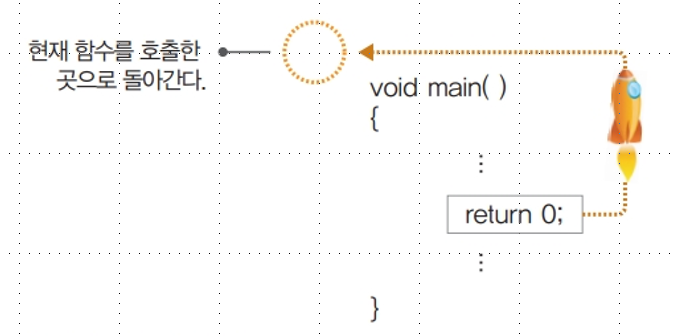 현재 함수를 호출한
곳으로 돌아간다.
void main( )
{
⋮
return 0;
⋮
}